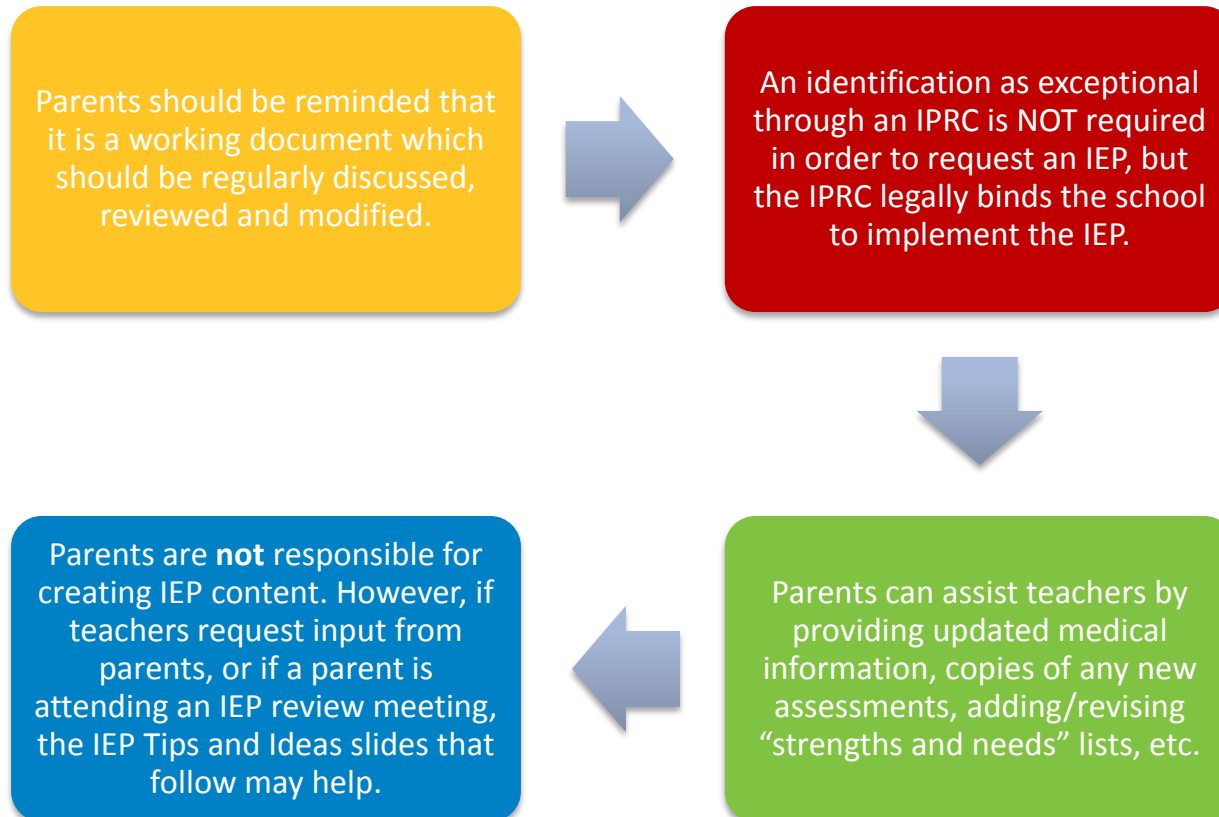 Parents should be reminded that
it is a working document which
should be regularly discussed,
reviewed and modified.
An identification as exceptional
through an IPRC is NOT required
in order to request an IEP, but
the IPRC legally binds the school
to implement the IEP.
Parents can assist teachers by
providing updated medical
information, copies of any new
assessments, adding/revising
“strengths and needs” lists, etc.
Parents are not responsible for
creating IEP content. However, if
teachers request input from
parents, or if a parent is
attending an IEP review meeting,
the IEP Tips and Ideas slides that
follow may help.